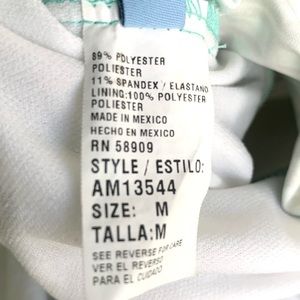 89% POLYESTER
POLIESTER
11% SPANDEX / ELASTANO
LINING:100% POLYESTER
POLIESTER
MADE IN MEXICO
HECHO EN MEXICO
RN 58909
STYLE / ESTILO:
AM13544
SIZE: M
TALLA:M
SEE REVERSE FOR CARE
VER EL REVERSO
PARA EL CUIDADO